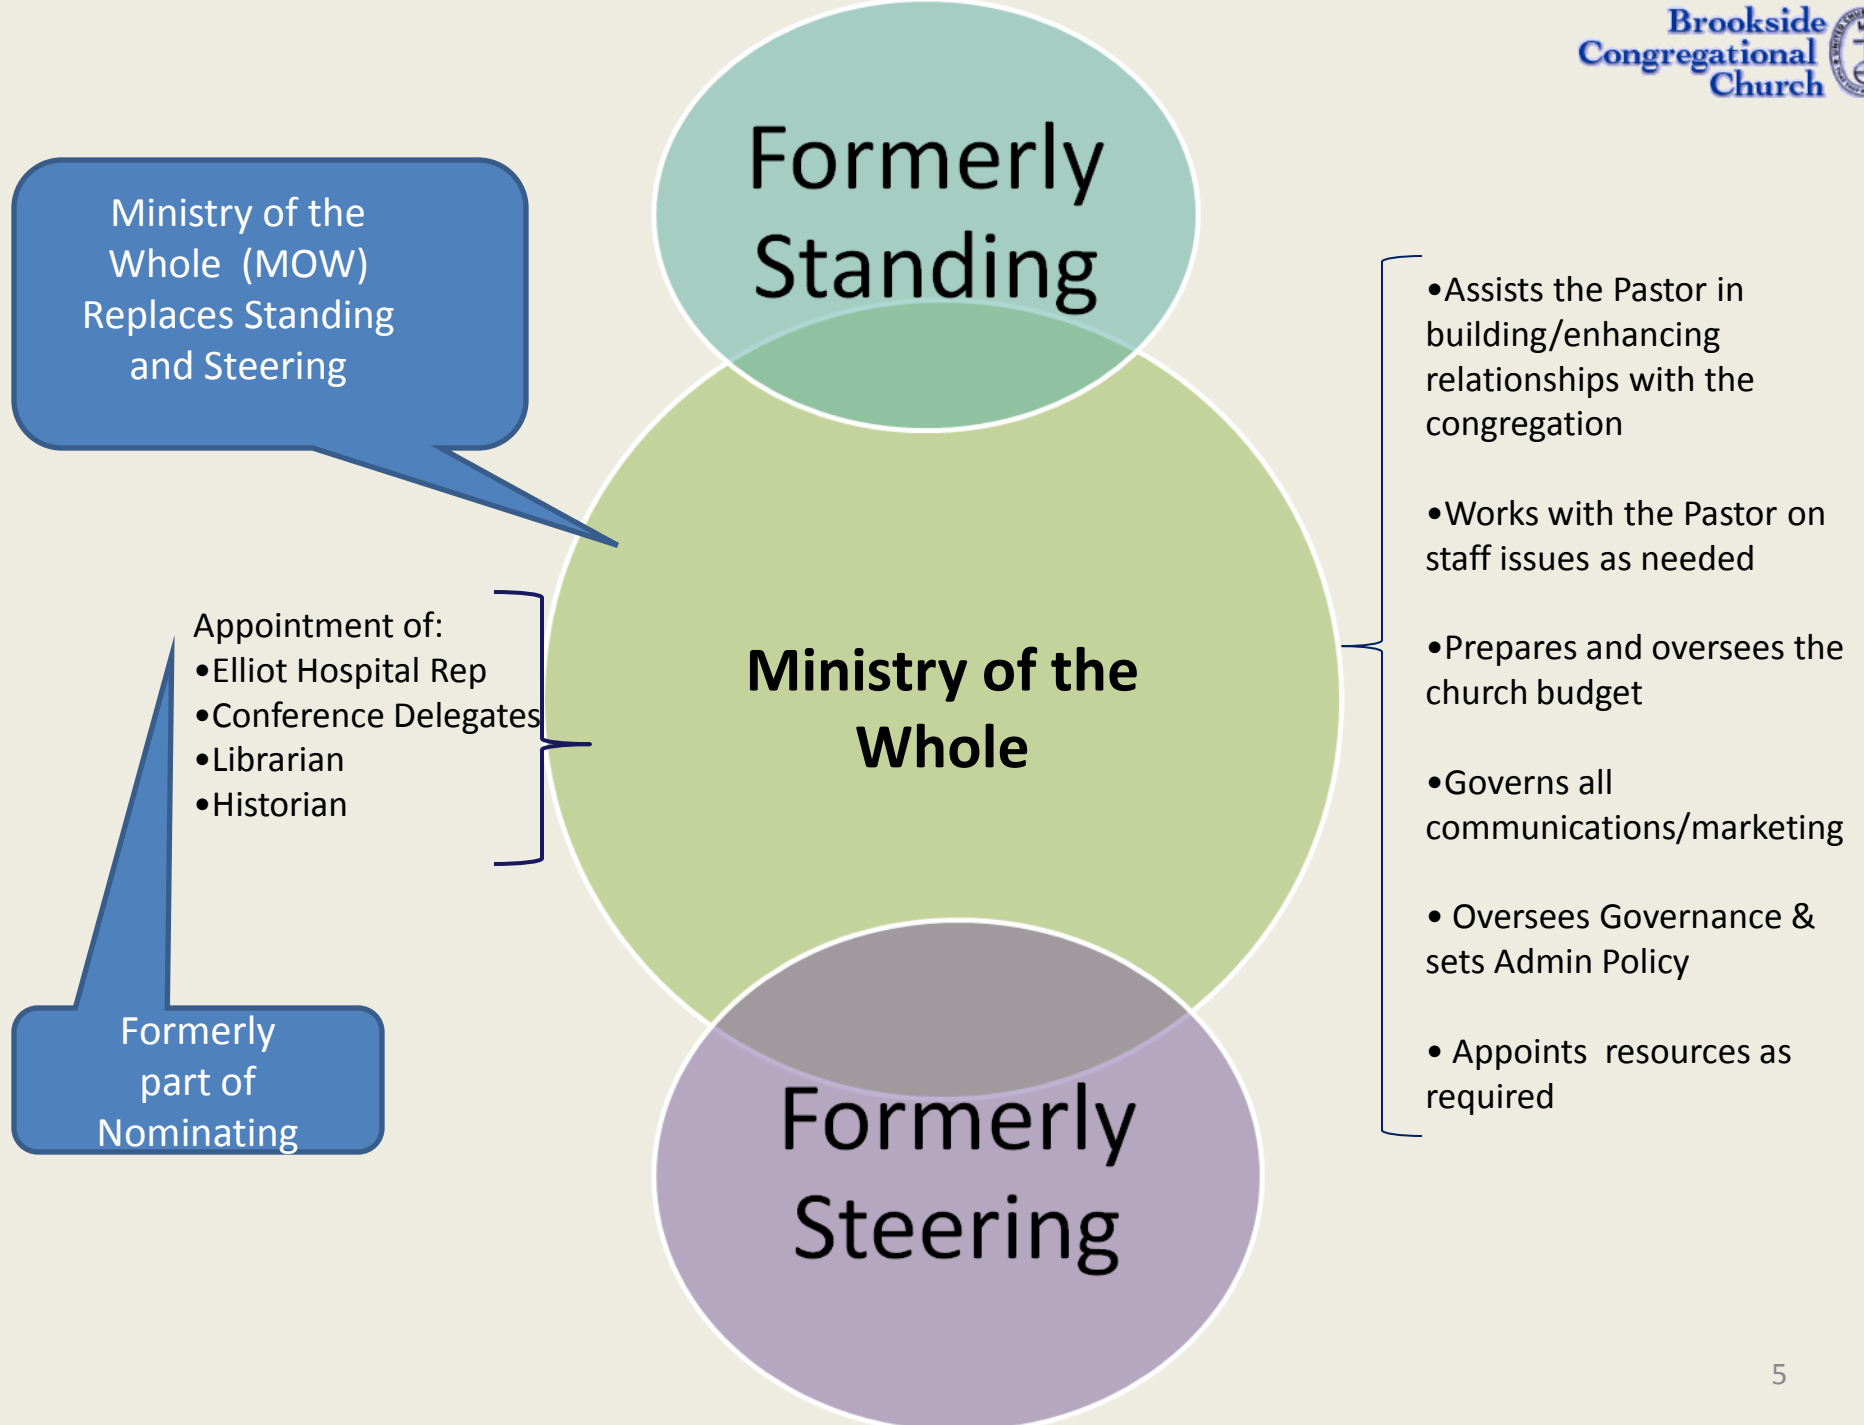 Brookside
Congregational
Church
Formerly
Standing
Ministry of the
Whole (MOW)
Replaces Standing
and Steering
•Assists the Pastor in
building/enhancing
relationships with the
congregation
•Works with the Pastor on
staff issues as needed
•Prepares and oversees the
church budget
•Governs all
communications/marketing
• Oversees Governance &
sets Admin Policy
• Appoints resources as
required
Appointment of:
•Elliot Hospital Rep
•Conference Delegates
•Librarian
•Historian
Ministry of the
Whole
Formerly
part of
Nominating
Formerly
Steering
5